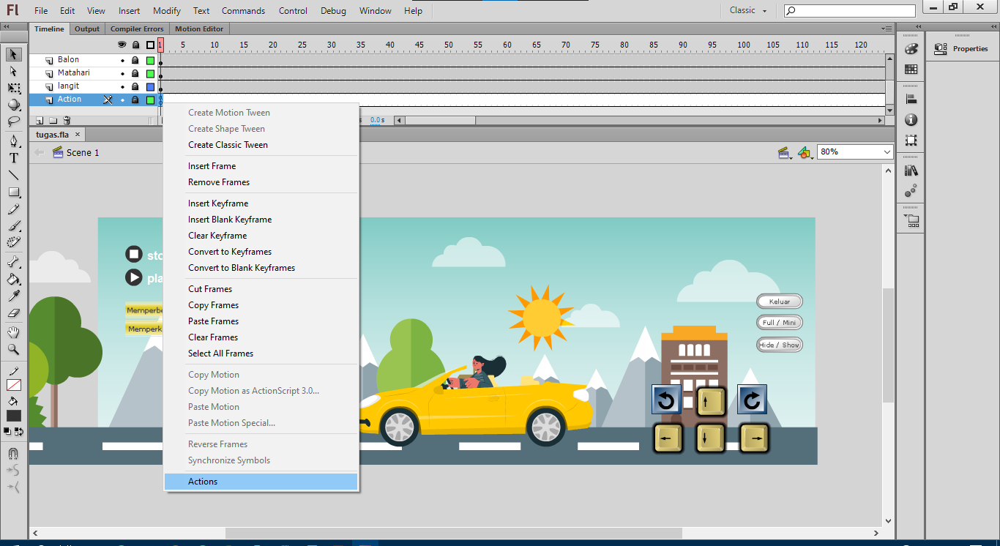 Fl File Edit View Insert Modify Text Commands Control Debug Window Help Classic
Timeline Output Compiler Errors Motion Editor
1 5 10 15 20 25 30 35 40 45 50 55 60 65 70 75 80 85 90 95 100 105 110 115 120
Properties
Balon
Matahari
langit
Action
0.0 s
tugas.fla
Scene 1
80%
Create Motion Tween
Create Shape Tween
Create Classic Tween
Insert Frame
Remove Frames
Insert Keyframe
Insert Blank Keyframe
Clear Keyframe
Convert to Keyframes
Convert to Blank Keyframes
Cut Frames
Copy Frames
Paste Frames
Clear Frames
Select All Frames
Copy Motion
Copy Motion as ActionScript 3.0...
Paste Motion
Paste Motion Special...
Reverse Frames
Synchronize Symbols
Actions
sto
pla
Memperbe
Memperk
Keluar
Full / Mini
Hide / Show